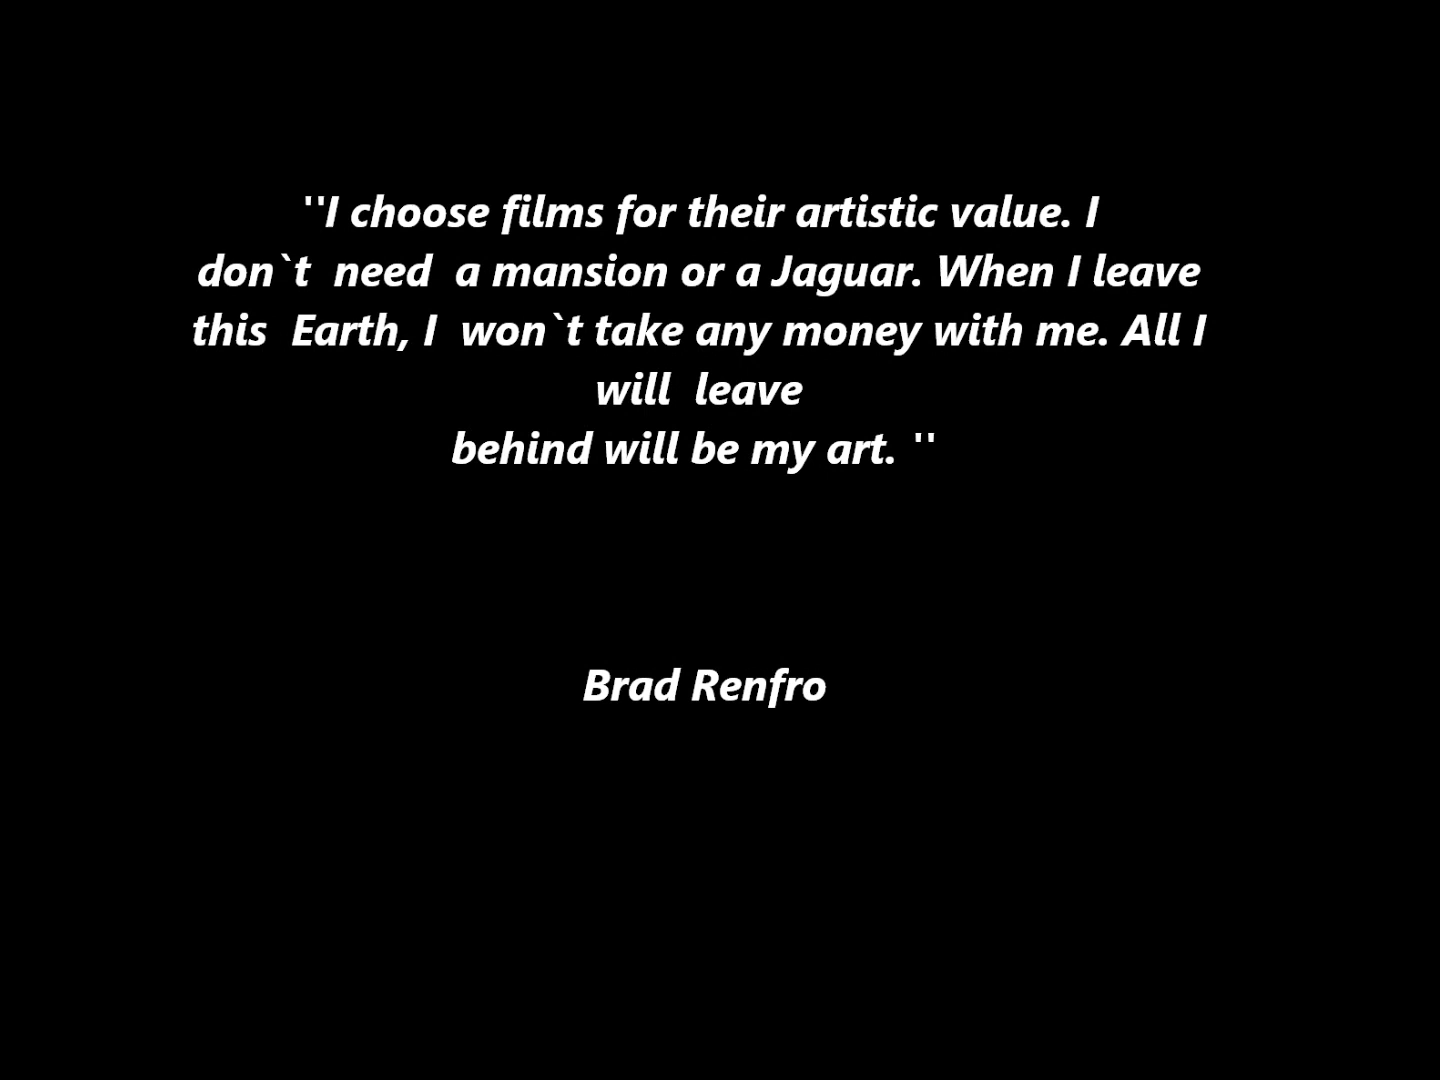 ''I choose films for their artistic value. I
don`t  need  a mansion or a Jaguar. When I leave
this  Earth, I  won`t take any money with me. All I
will  leave
behind will be my art. ''
Brad Renfro